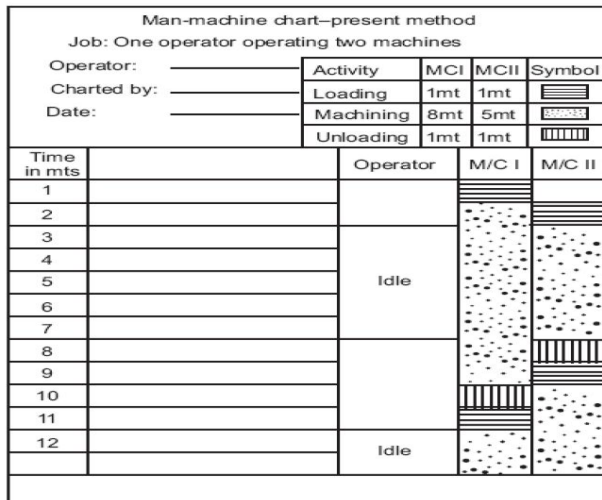 Man-machine chart–present method
Job: One operator operating two machines
Operator:
Charted by:
Date:
Activity MCI MCII Symbol
Loading 1mt 1mt
Machining 8mt 5mt
Unloading 1mt 1mt
Time in mts Operator M/C I M/C II
1
2
3
4
5 Idle
6
7
8
9
10
11
12 Idle